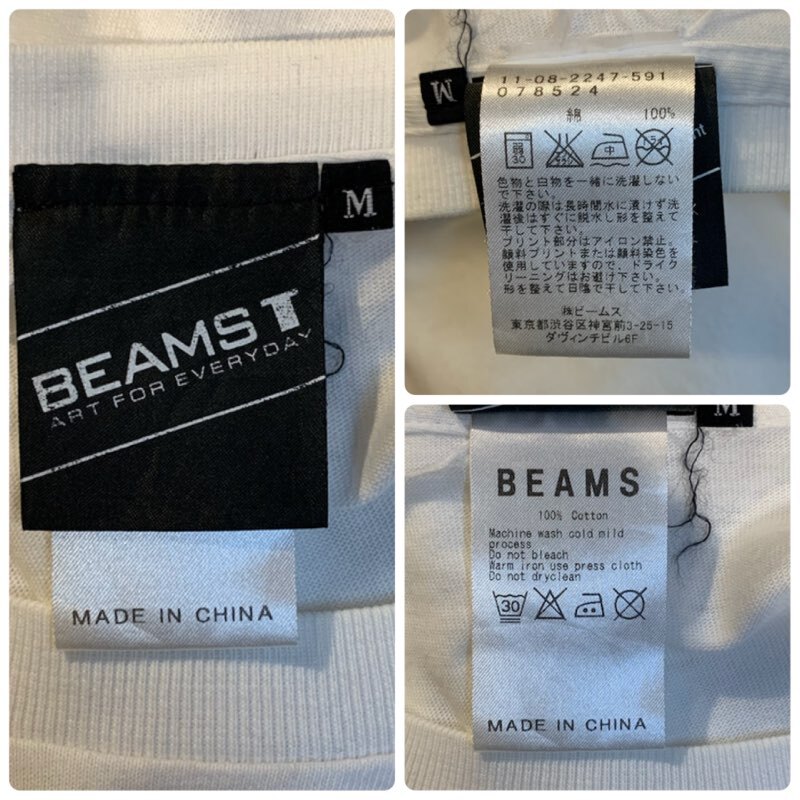 BEAMS T
ART FOR EVERYDAY
M
MADE IN CHINA
M
11-08-2247-591
078524
綿 100%
弱
30
中
色物と白物を一緒に洗濯しない
で下さい。
洗濯の際は長時間水に漬けず洗
濯後はすぐに脱水し形を整えて
干して下さい。
プリント部分はアイロン禁止。
顔料プリントまたは顔料染色を
使用していますので、ドライク
リーニングはお避け下さい。
形を整えて日陰で干して下さい。
㈱ビームス
東京都渋谷区神宮前3-25-15
ダヴィンチビル6F
M
BEAMS
100% Cotton
Machine wash cold mild
process
Do not bleach
Warm iron use press cloth
Do not dryclean
30
MADE IN CHINA